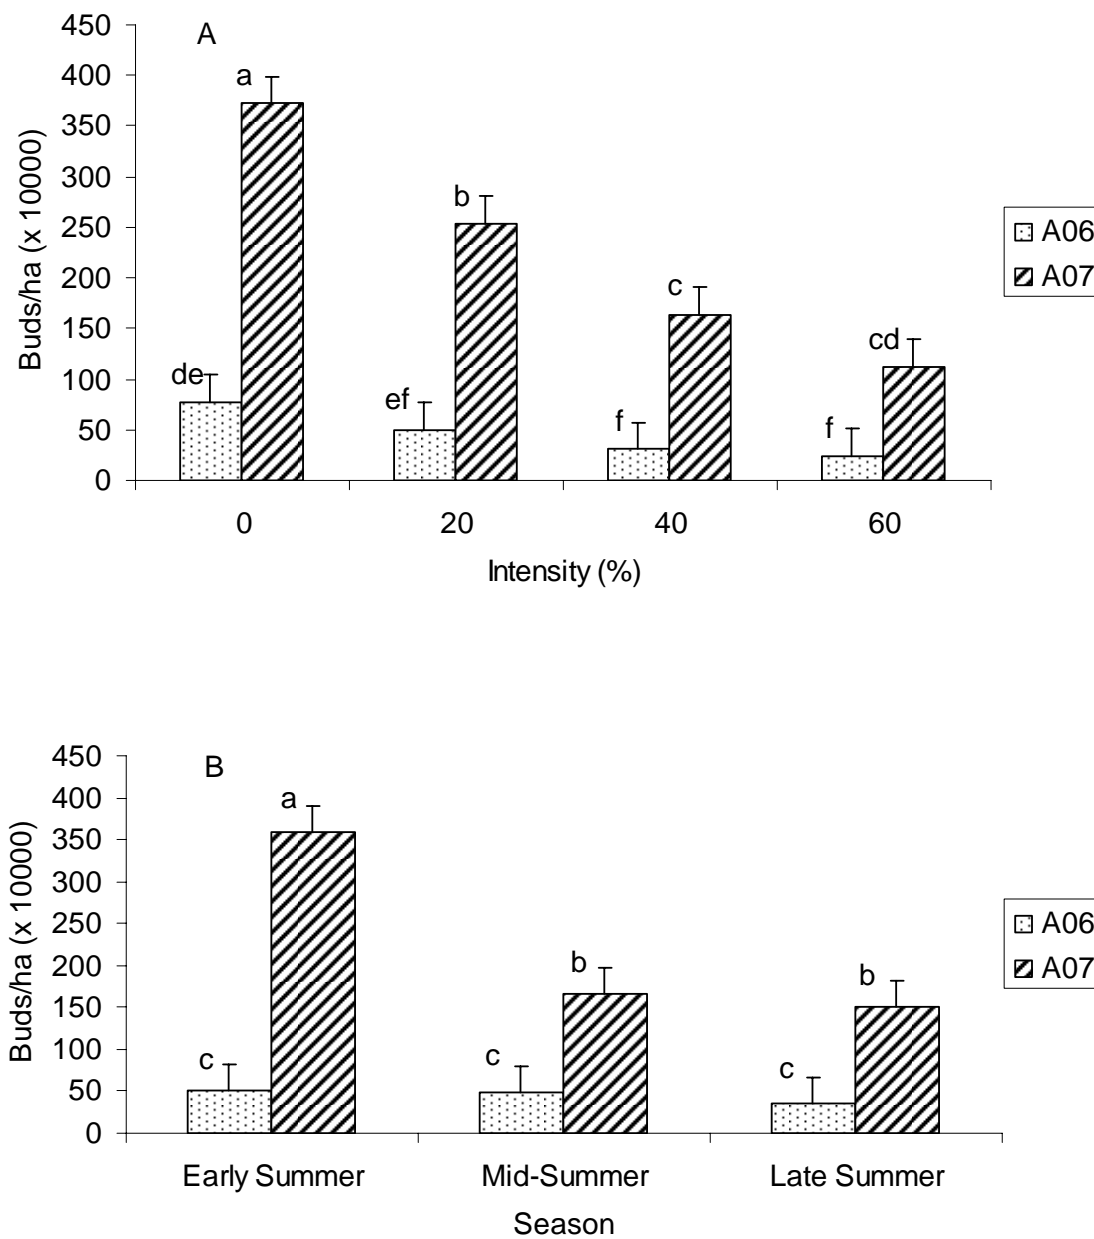 A
Buds/ha (x 10000)
450
400
350
300
250
200
150
100
50
0
a
b
c
cd
de
ef
f
f
0 20 40 60
Intensity (%)
A06
A07
B
Buds/ha (x 10000)
450
400
350
300
250
200
150
100
50
0
a
b
b
c
c
c
Early Summer Mid-Summer Late Summer
Season
A06
A07